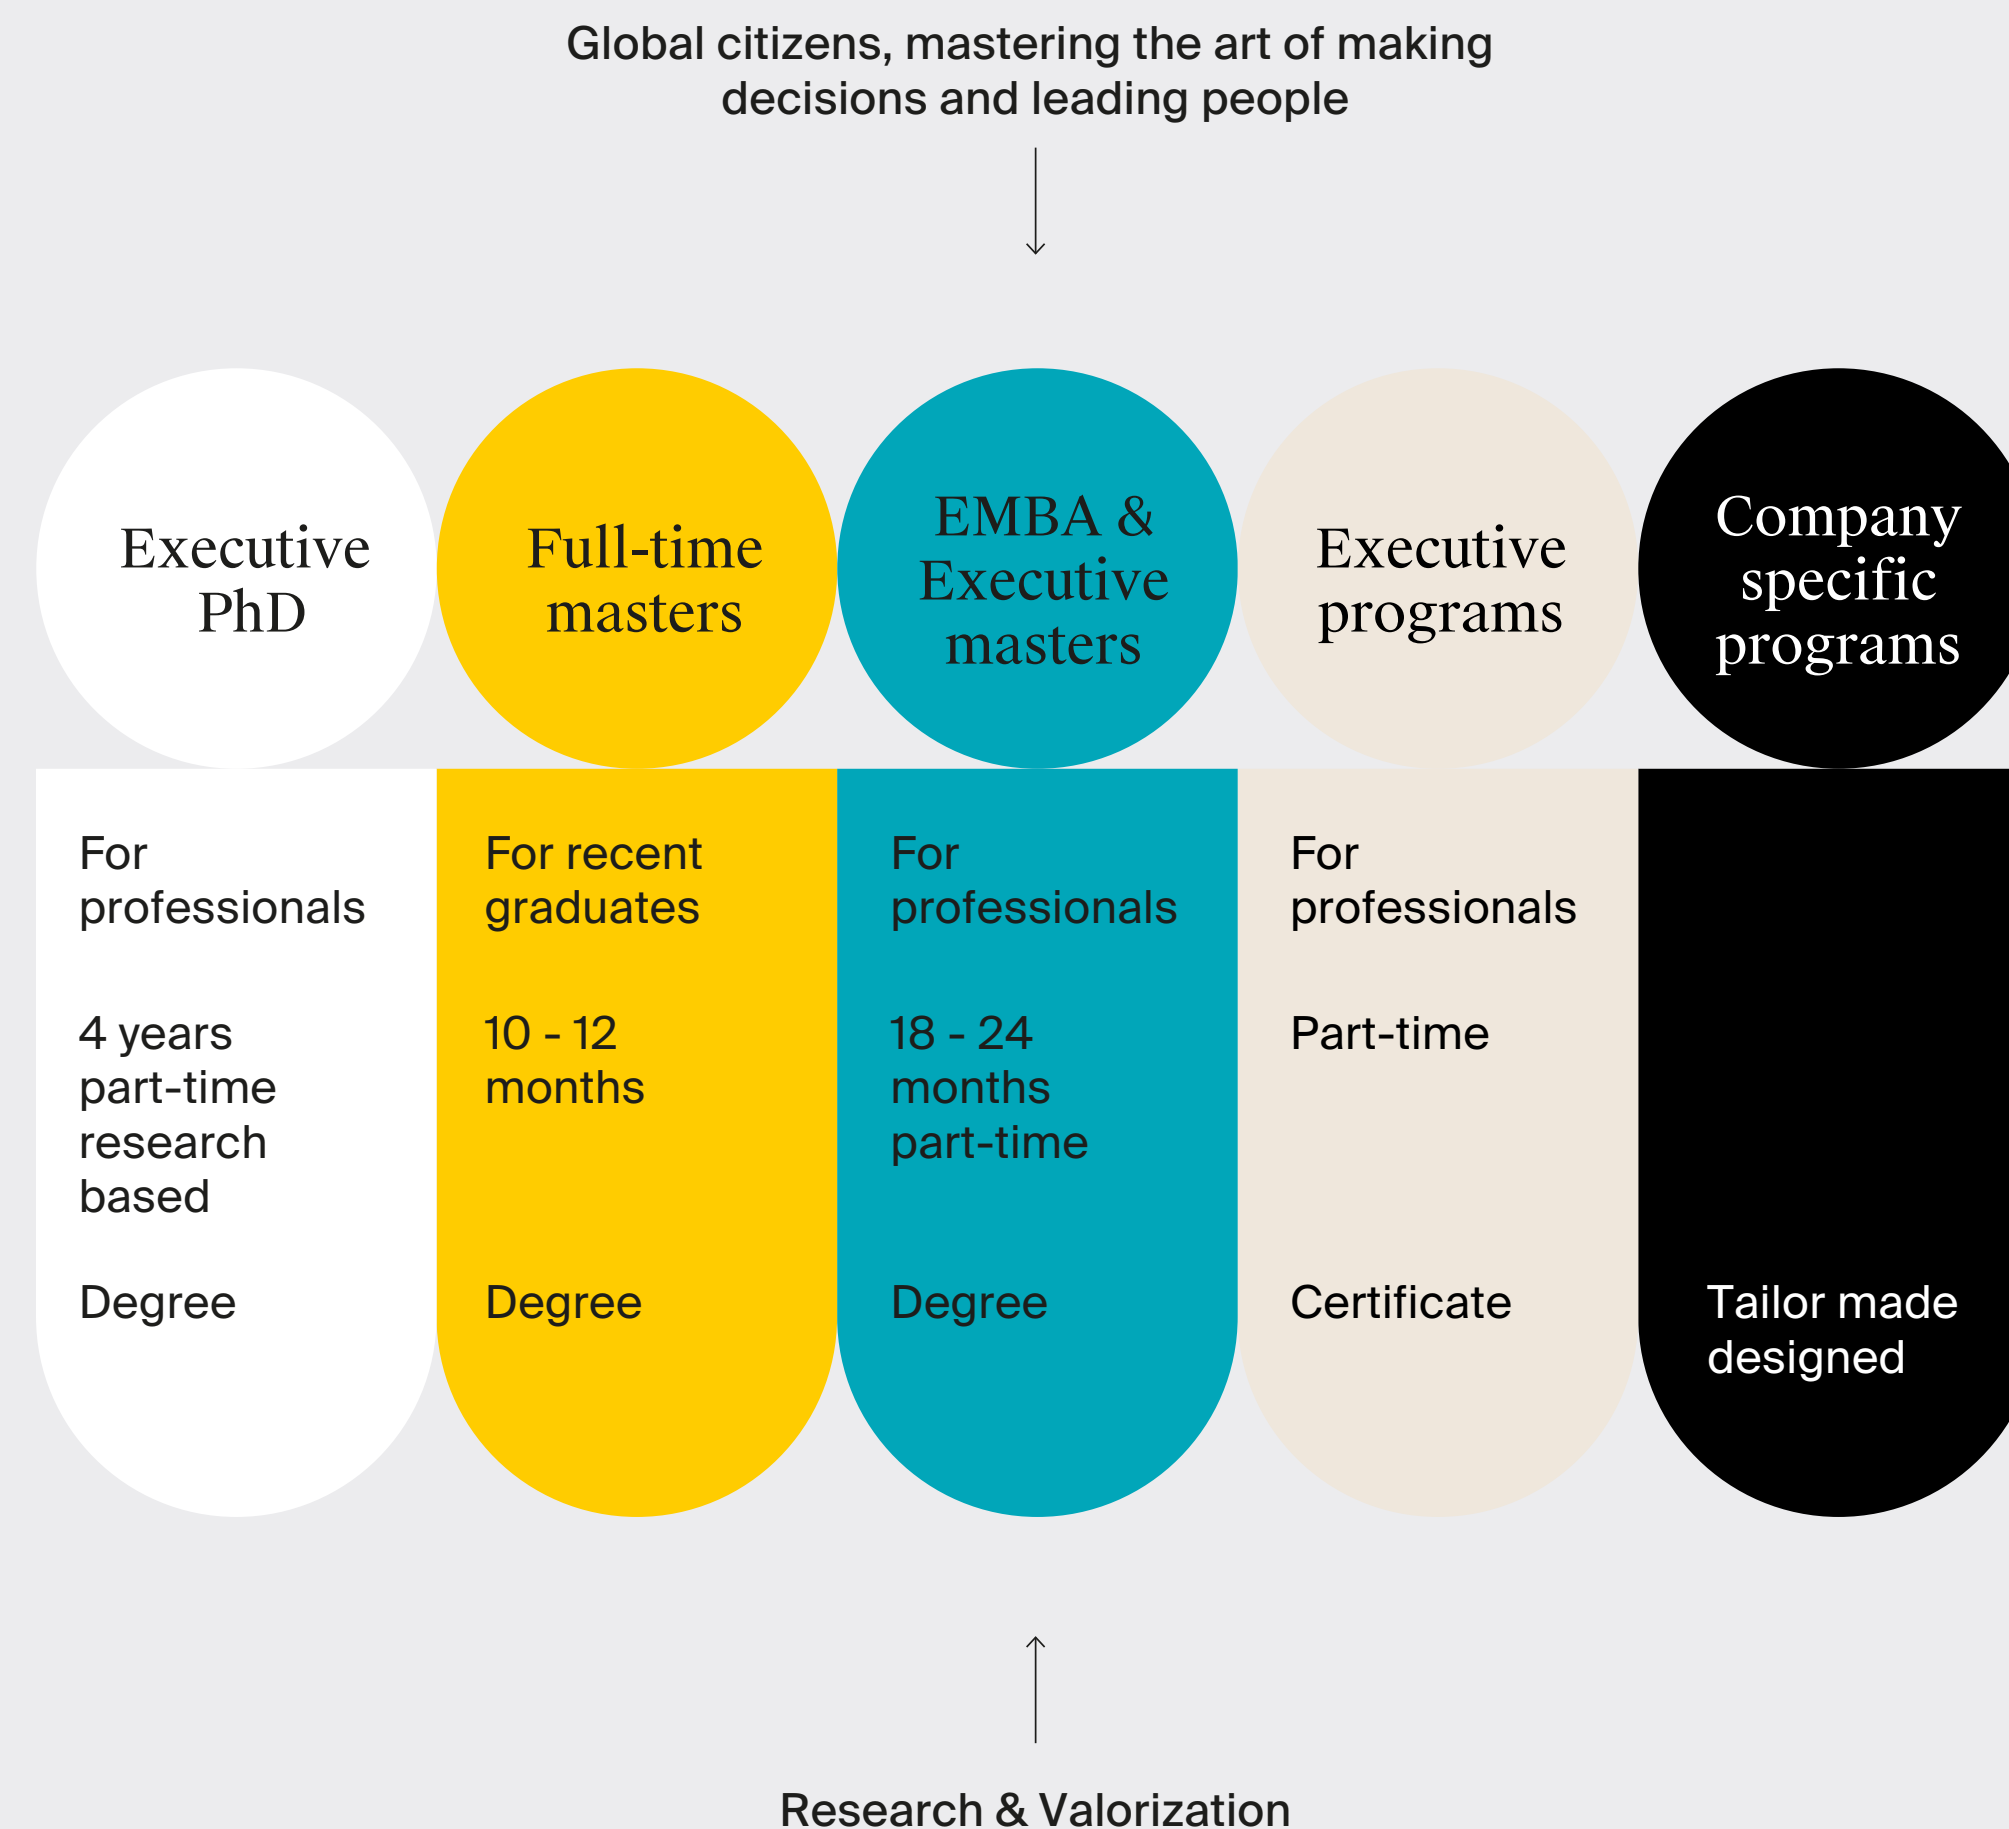 Global citizens, mastering the art of making
decisions and leading people
Executive
PhD
Full-time
masters
EMBA &
Executive
masters
Executive
programs
Company
specific
programs
For
professionals
4 years
part-time
research
based
Degree
For recent
graduates
10 - 12
months
Degree
For
professionals
18 - 24
months
part-time
Degree
For
professionals
Part-time
Certificate
Tailor made
designed
Research & Valorization